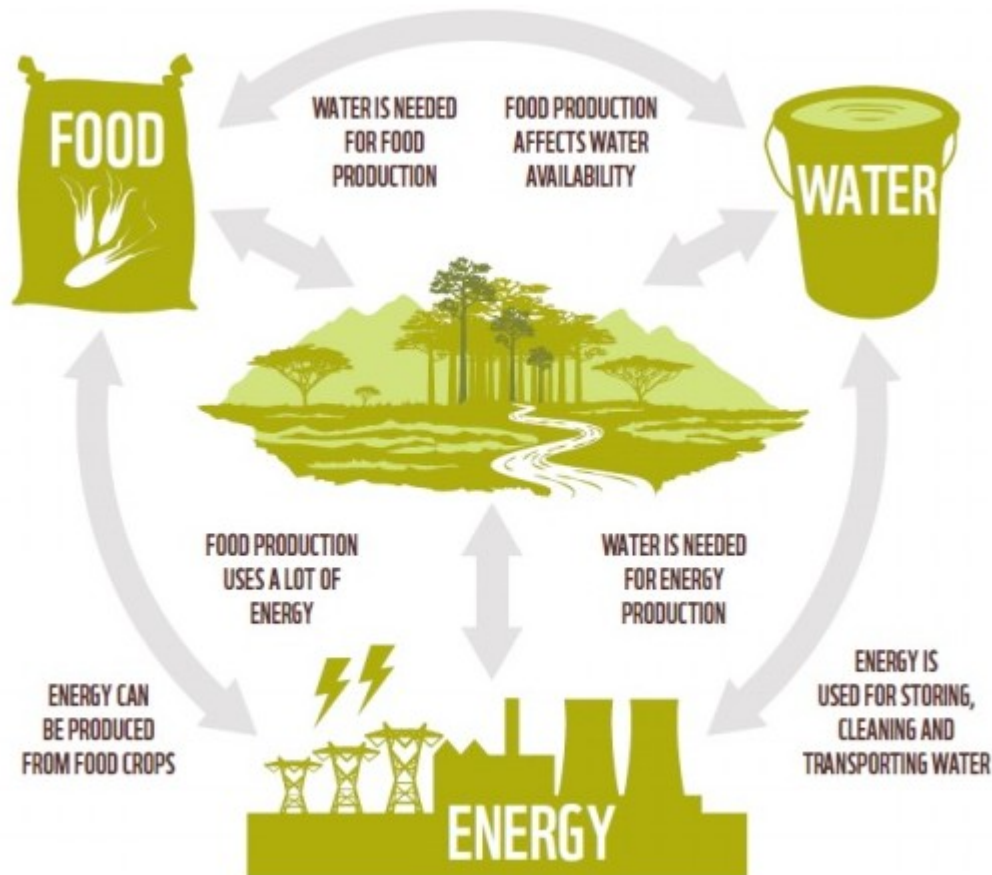 FOOD
WATER IS NEEDED
FOR FOOD
PRODUCTION
FOOD PRODUCTION
AFFECTS WATER
AVAILABILITY
WATER
FOOD PRODUCTION
USES A LOT OF
ENERGY
WATER IS NEEDED
FOR ENERGY
PRODUCTION
ENERGY CAN
BE PRODUCED
FROM FOOD CROPS
ENERGY IS
USED FOR STORING,
CLEANING AND
TRANSPORTING WATER
ENERGY